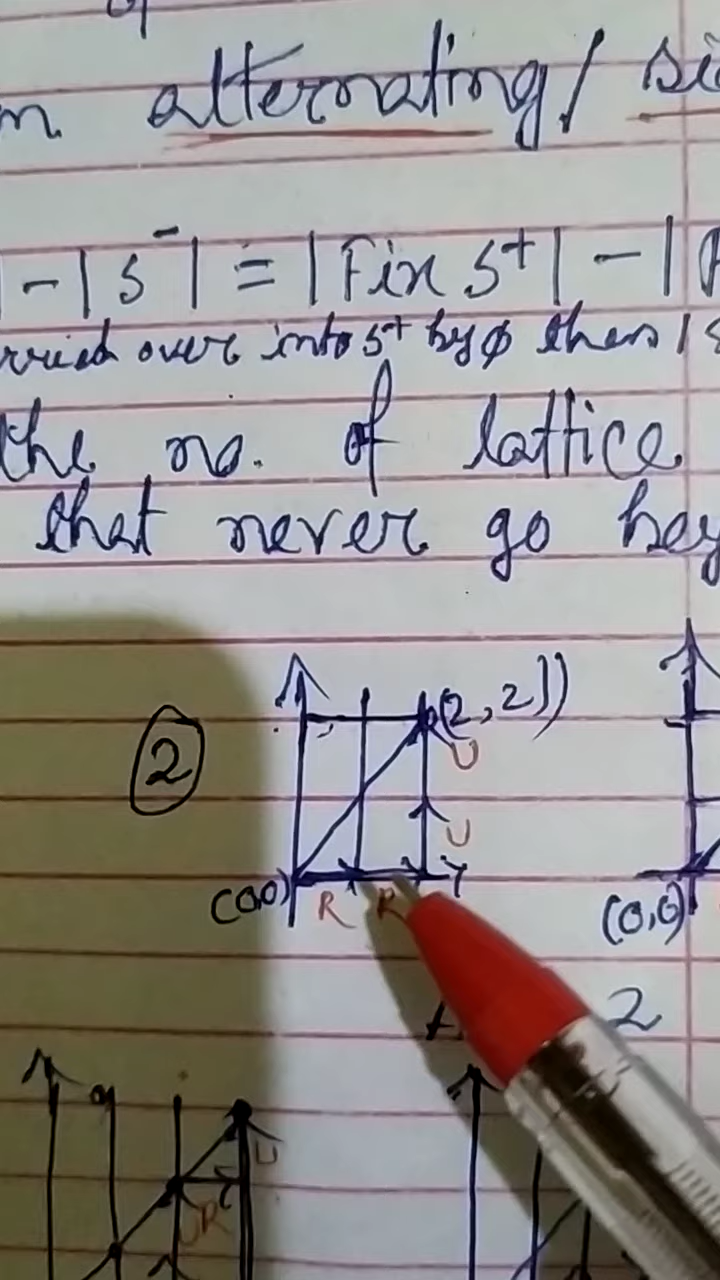 m alternating/
- |S⁻| = |Fix S⁺| - |
over into S⁺ by φ then |
the no. of lattice
that never go
(2,2))
2
U
U
(0,0)
R R
(0,0)
2
U
U R